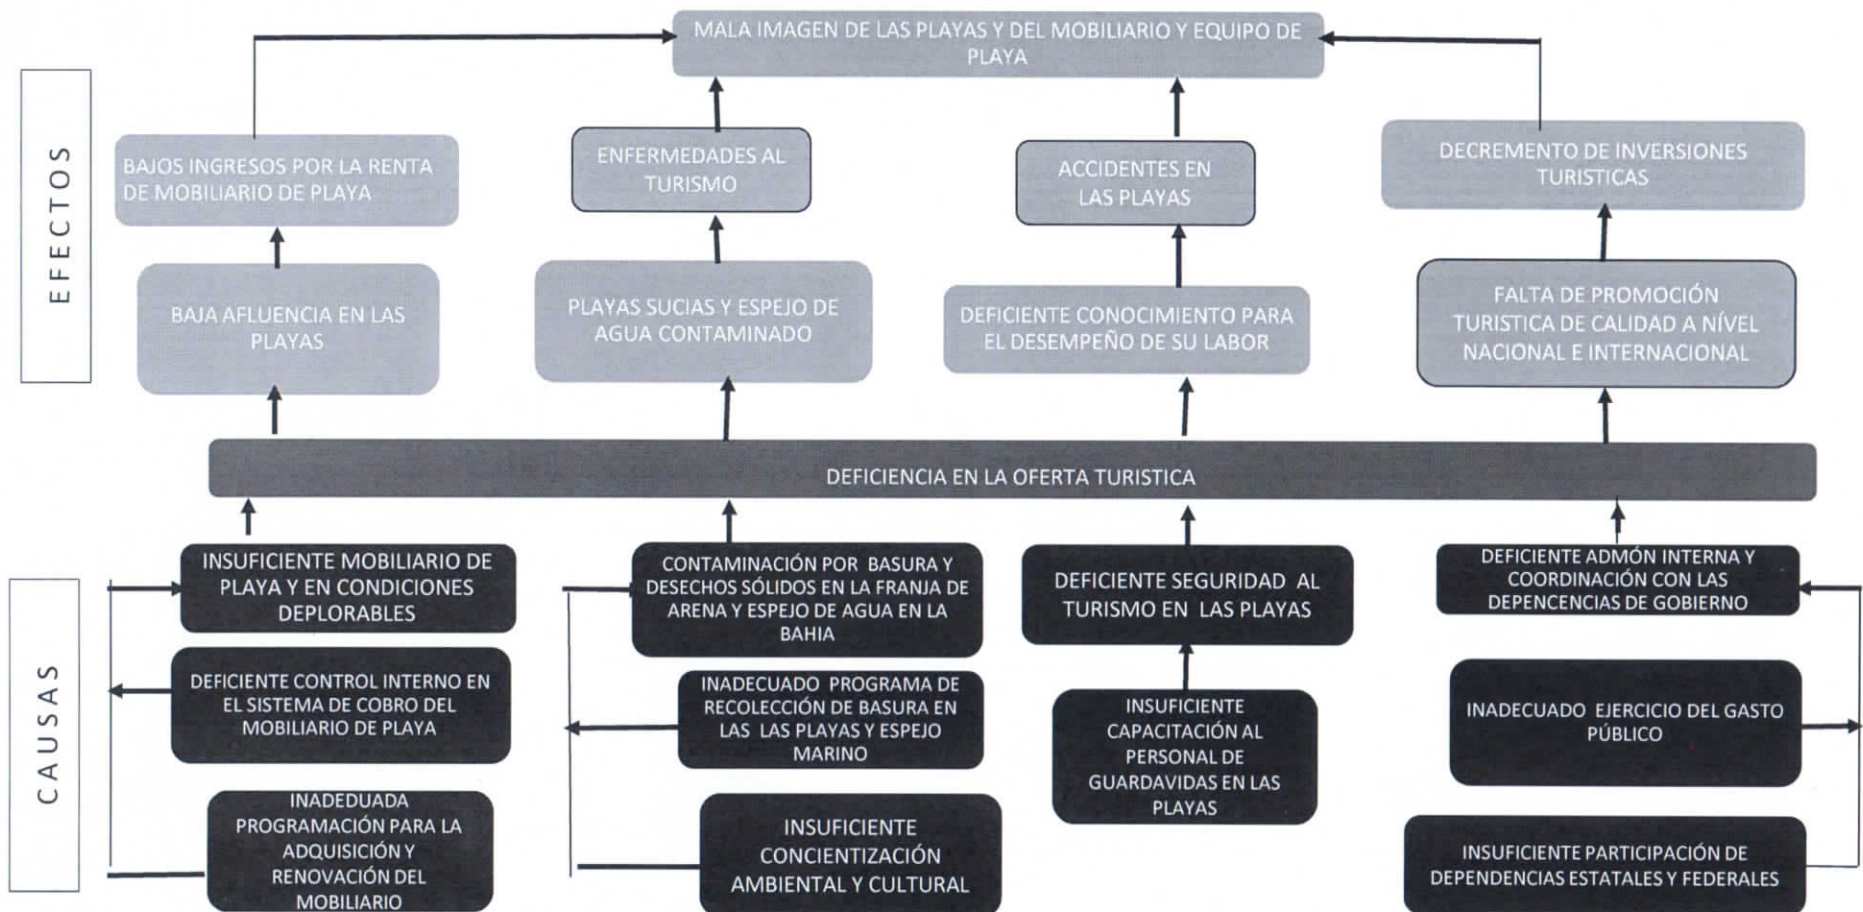 MALA IMAGEN DE LAS PLAYAS Y DEL MOBILIARIO Y EQUIPO DE
PLAYA
EFECTOS
BAJOS INGRESOS POR LA RENTA
DE MOBILIARIO DE PLAYA
ENFERMEDADES AL
TURISMO
ACCIDENTES EN
LAS PLAYAS
DECREMENTO DE INVERSIONES
TURISTICAS
BAJA AFLUENCIA EN LAS
PLAYAS
PLAYAS SUCIAS Y ESPEJO DE
AGUA CONTAMINADO
DEFICIENTE CONOCIMIENTO PARA
EL DESEMPEÑO DE SU LABOR
FALTA DE PROMOCIÓN
TURISTICA DE CALIDAD A NÍVEL
NACIONAL E INTERNACIONAL
DEFICIENCIA EN LA OFERTA TURISTICA
CAUSAS
INSUFICIENTE MOBILIARIO DE
PLAYA Y EN CONDICIONES
DEPLORABLES
CONTAMINACIÓN POR BASURA Y
DESECHOS SÓLIDOS EN LA FRANJA DE
ARENA Y ESPEJO DE AGUA EN LA
BAHIA
DEFICIENTE SEGURIDAD AL
TURISMO EN LAS PLAYAS
DEFICIENTE ADMÓN INTERNA Y
COORDINACIÓN CON LAS
DEPENCENCIAS DE GOBIERNO
DEFICIENTE CONTROL INTERNO EN
EL SISTEMA DE COBRO DEL
MOBILIARIO DE PLAYA
INADECUADO PROGRAMA DE
RECOLECCIÓN DE BASURA EN
LAS LAS PLAYAS Y ESPEJO
MARINO
INSUFICIENTE
CAPACITACIÓN AL
PERSONAL DE
GUARDAVIDAS EN LAS
PLAYAS
INADECUADO EJERCICIO DEL GASTO
PÚBLICO
INADEDUADA
PROGRAMACIÓN PARA LA
ADQUISICIÓN Y
RENOVACIÓN DEL
MOBILIARIO
INSUFICIENTE
CONCIENTIZACIÓN
AMBIENTAL Y CULTURAL
INSUFICIENTE PARTICIPACIÓN DE
DEPENDENCIAS ESTATALES Y FEDERALES